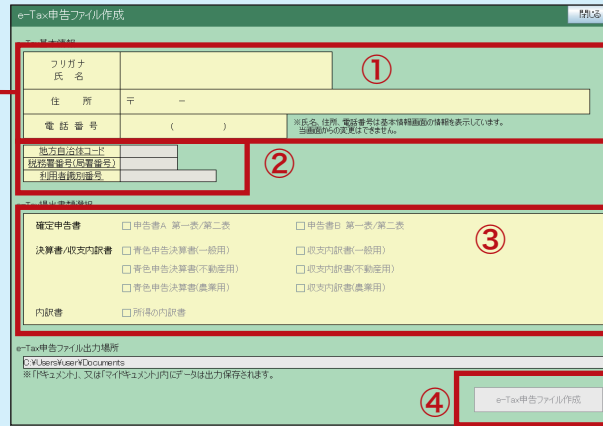 e-Tax申告ファイル作成 閉じる
e-Tax基本情報
フリガナ
氏 名
①
住 所 〒 －
電 話 番 号 ( )
※氏名、住所、電話番号は基本情報画面の情報を表示しています。
当画面からの変更はできません。
地方自治体コード
税務署番号(局署番号)
利用者識別番号
②
e-Tax提出書類選択
確定申告書 □申告書A 第一表/第二表 □申告書B 第一表/第二表
③
決算書/収支内訳書 □青色申告決算書(一般用) □収支内訳書(一般用)
□青色申告決算書(不動産用) □収支内訳書(不動産用)
□青色申告決算書(農業用) □収支内訳書(農業用)
内訳書 □所得の内訳書
e-Tax申告ファイル出力場所
C:¥Users¥user¥Documents
※「ドキュメント」、又は「マイドキュメント」内にデータは出力保存されます。
④
e-Tax申告ファイル作成